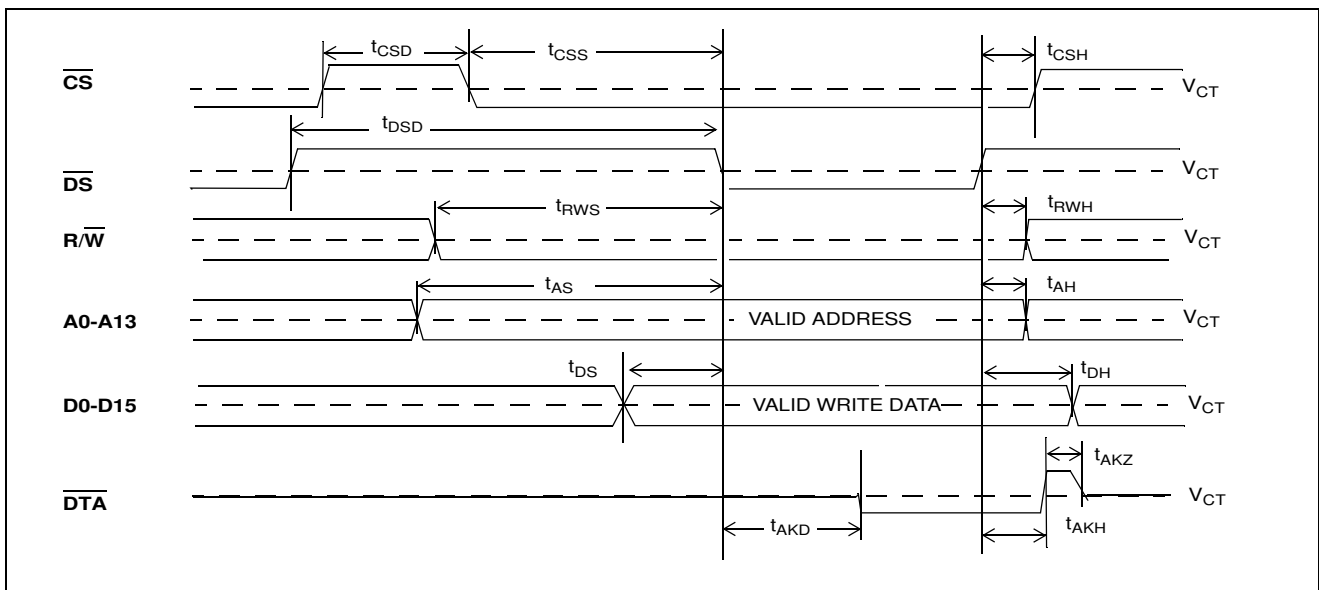 tCSD
tCSS
tCSH
CS
VCT
tDSD
DS
VCT
tRWS
tRWH
R/W
VCT
tAS
tAH
A0-A13
VALID ADDRESS
VCT
tDS
tDH
D0-D15
VALID WRITE DATA
VCT
tAKZ
DTA
VCT
tAKD
tAKH